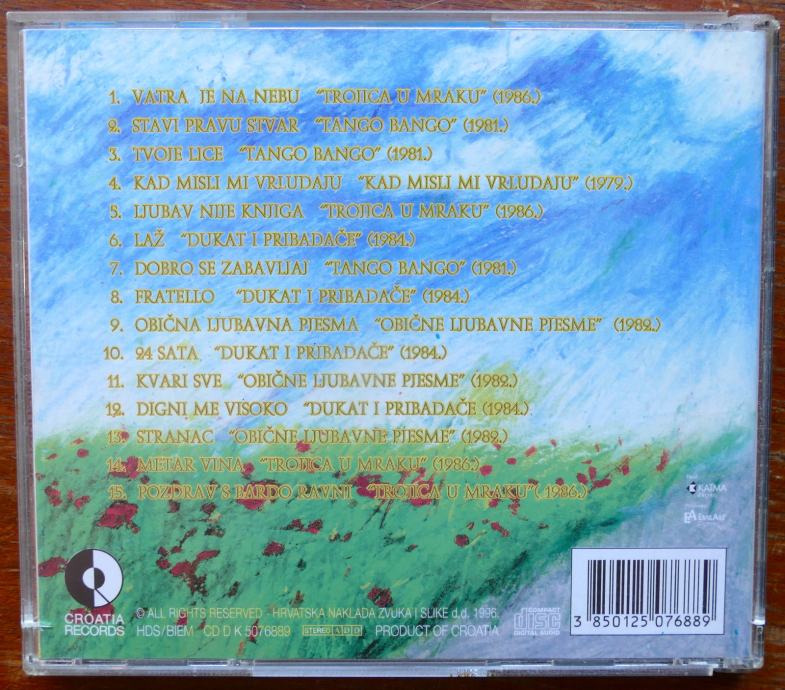 1. VATRA JE NA NEBU "TROJICA U MRAKU" (1986.)
2. STAVI PRAVU STVAR "TANGO BANGO" (1981.)
3. TVOJE LICE "TANGO BANGO" (1981.)
4. KAD MISLI MI VRLUDAJU "KAD MISLI MI VRLUDAJU" (1979.)
5. LJUBAV NIJE KNJIGA "TROJICA U MRAKU" (1986.)
6. LAŽ "DUKAT I PRIBADAČE" (1984.)
7. DOBRO SE ZABAVLJAJ "TANGO BANGO" (1981.)
8. FRATELLO "DUKAT I PRIBADAČE" (1984.)
9. OBIČNA LJUBAVNA PJESMA "OBIČNE LJUBAVNE PJESME" (1982.)
10. 24 SATA "DUKAT I PRIBADAČE" (1984.)
11. KVARI SVE "OBIČNE LJUBAVNE PJESME" (1982.)
12. DIGNI ME VISOKO "DUKAT I PRIBADAČE (1984.)
13. STRANAC "OBIČNE LJUBAVNE PJESME" (1982.)
14. METAR VINA "TROJICA U MRAKU" (1986.)
15. POZDRAV S BARDO RAVNI "TROJICA U MRAKU" (1986.)
KATMA
CROATIA
RECORDS
© ALL RIGHTS RESERVED - HRVATSKA NAKLADA ZVUKA I SLIKE d.d. 1996.
HDS/BIEM CD D K 5076889 STEREO ADD PRODUCT OF CROATIA
COMPACT
disc
DIGITAL AUDIO
3 850125 076889